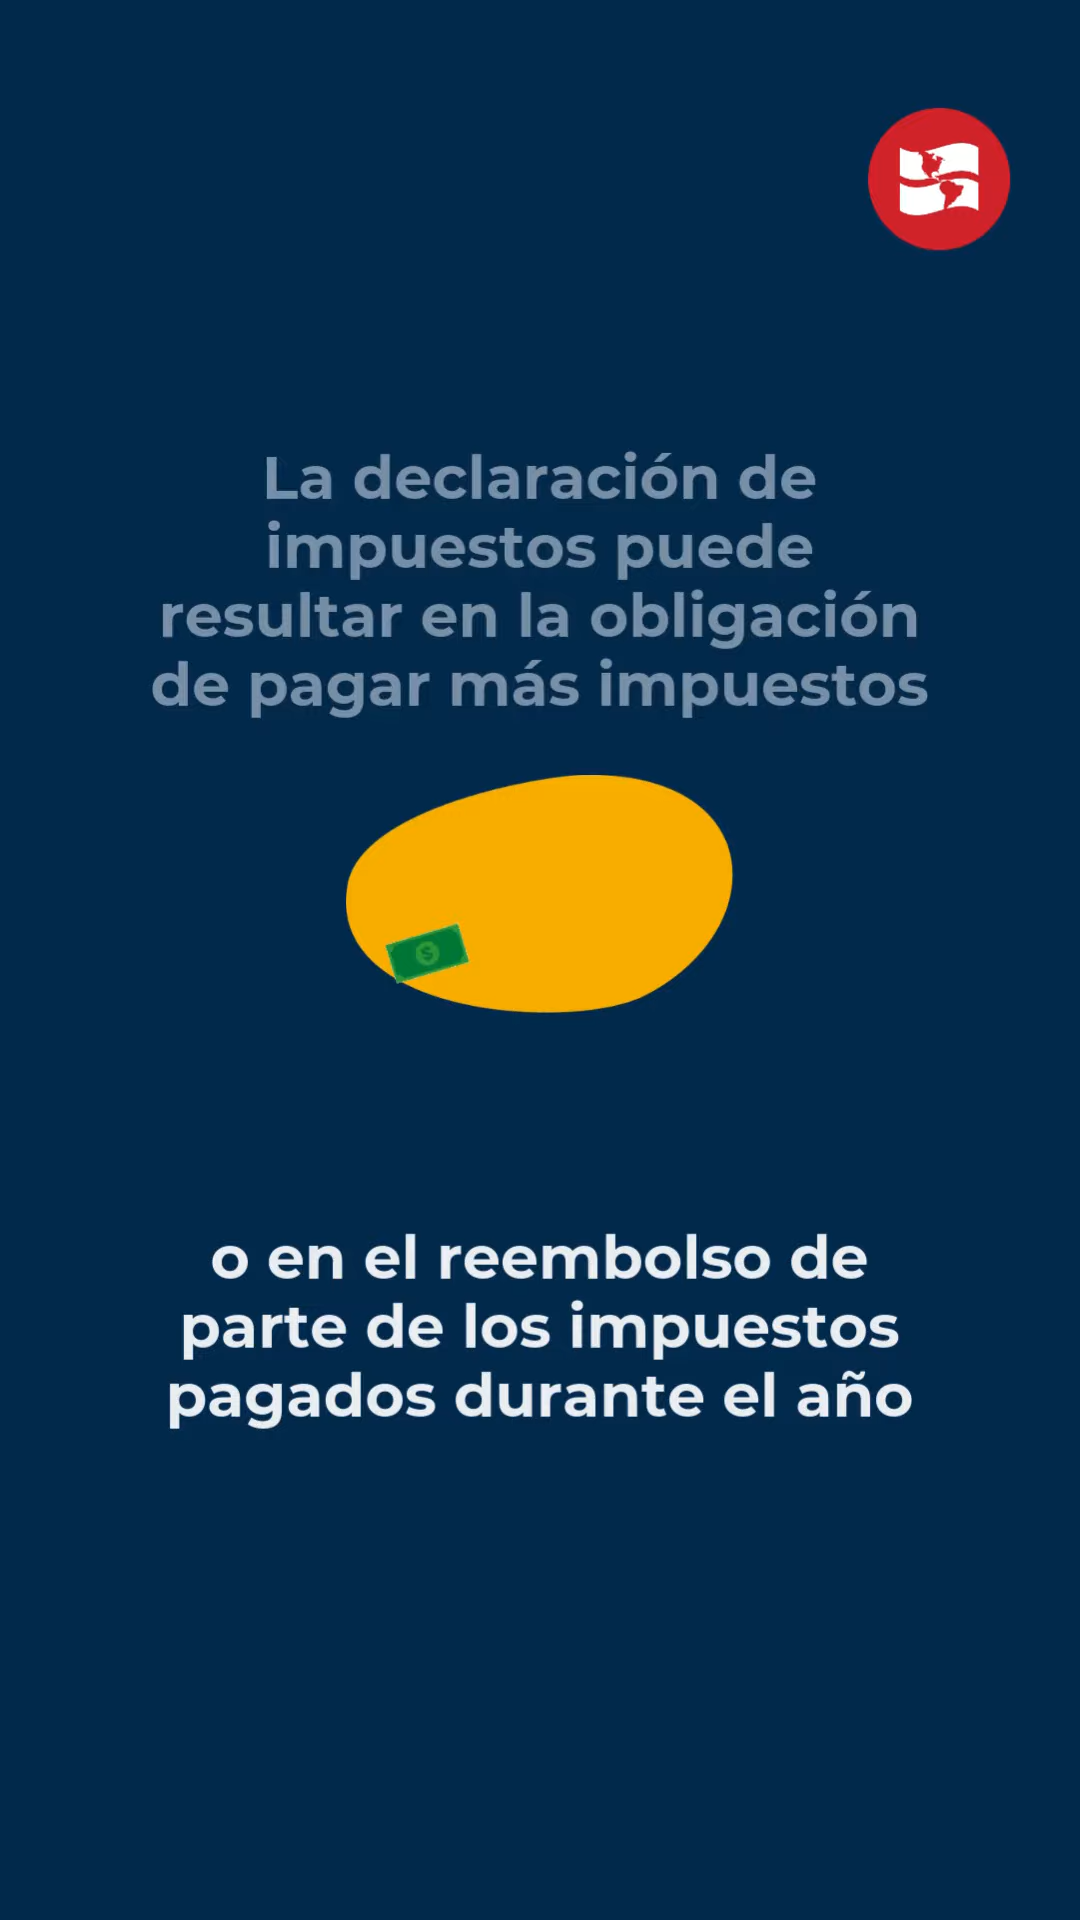 La declaración de
impuestos puede
resultar en la obligación
de pagar más impuestos
$
o en el reembolso de
parte de los impuestos
pagados durante el año